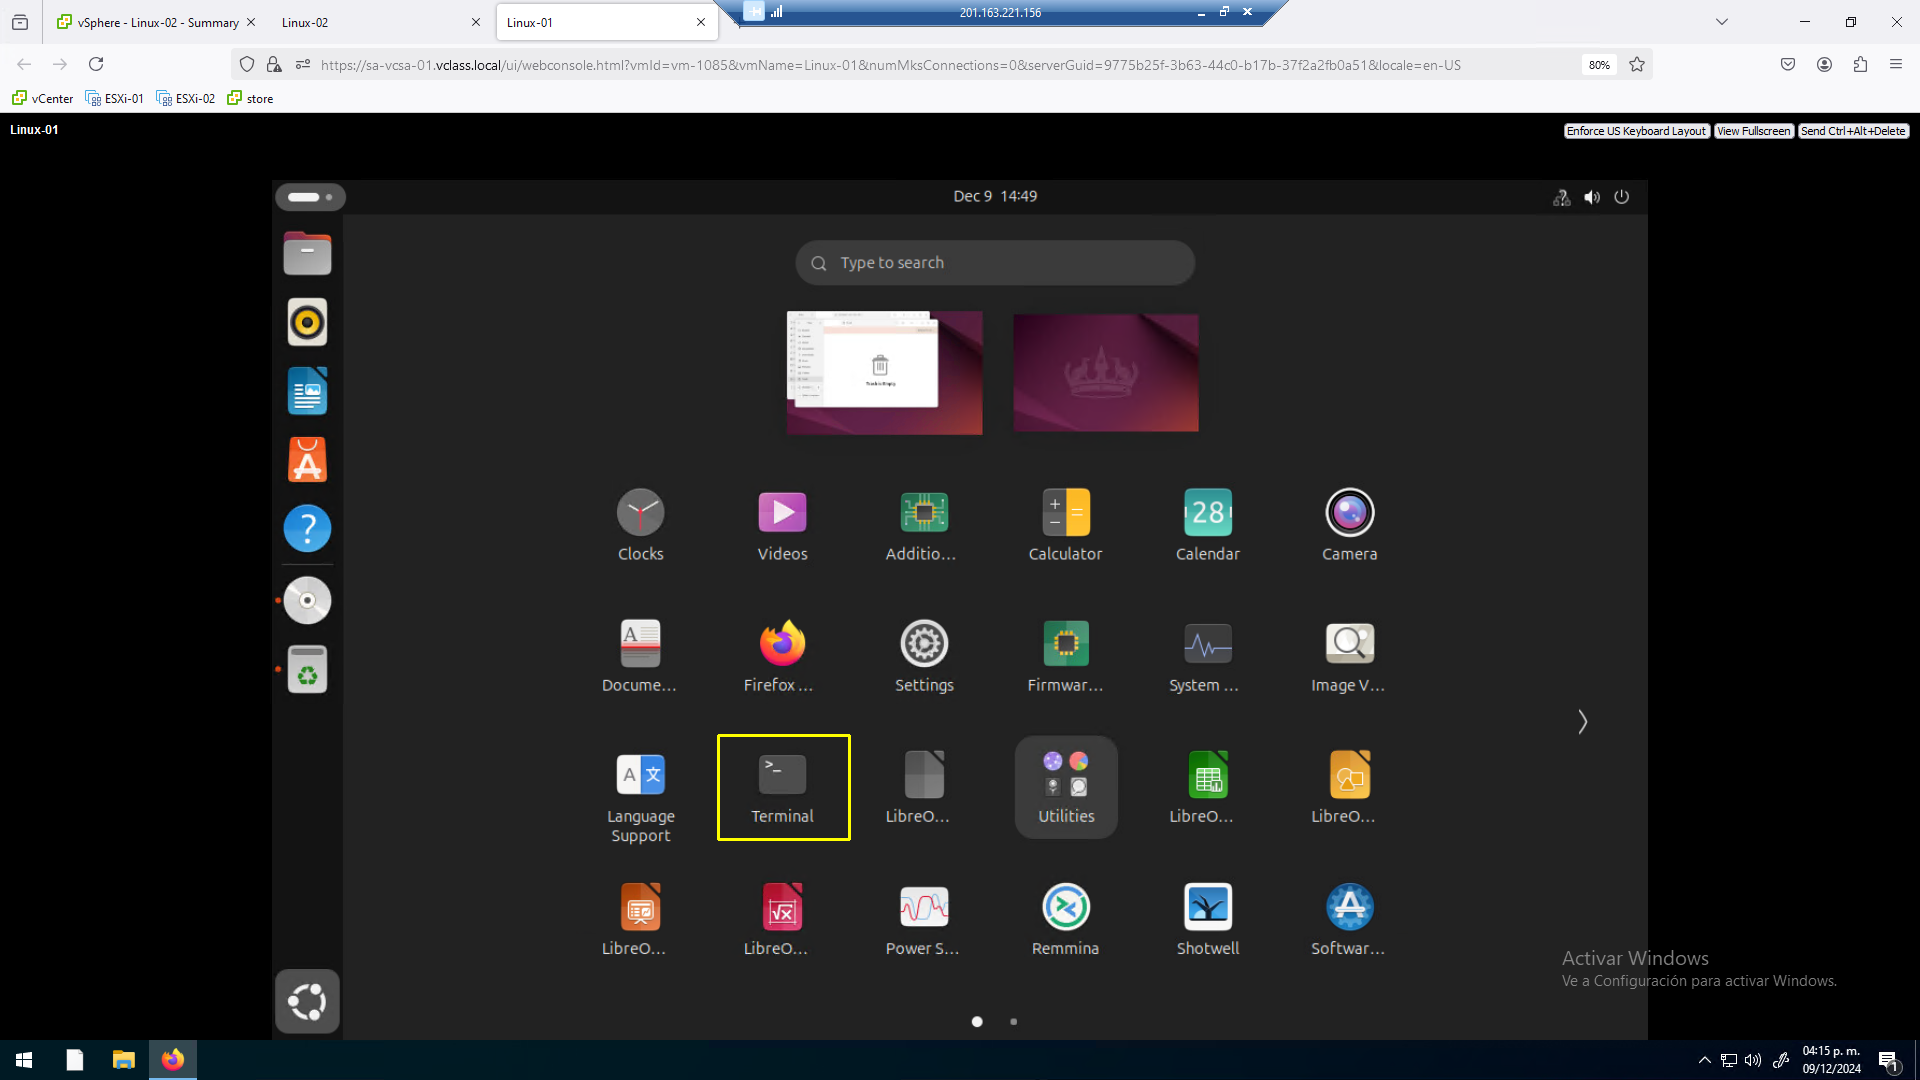 vSphere - Linux-02 - Summary
Linux-02
Linux-01
201.163.221.156
https://sa-vcsa-01.vclass.local/ui/webconsole.html?vmId=vm-1085&vmName=Linux-01&numMksConnections=0&serverGuid=9775b25f-3b63-44c0-b17b-37f2a2fb0a51&locale=en-US
80%
vCenter
ESXi-01
ESXi-02
store
Linux-01
Enforce US Keyboard Layout
View Fullscreen
Send Ctrl+Alt+Delete
Dec 9 14:49
Type to search
Trash is Empty
28
Clocks
Videos
Additio...
Calculator
Calendar
Camera
Docume...
Firefox ...
Settings
Firmwar...
System ...
Image V...
Language
Support
>_
Terminal
LibreO...
Utilities
LibreO...
LibreO...
LibreO...
LibreO...
Power S...
Remmina
Shotwell
Softwar...
Activar Windows
Ve a Configuración para activar Windows.
04:15 p. m.
09/12/2024
1